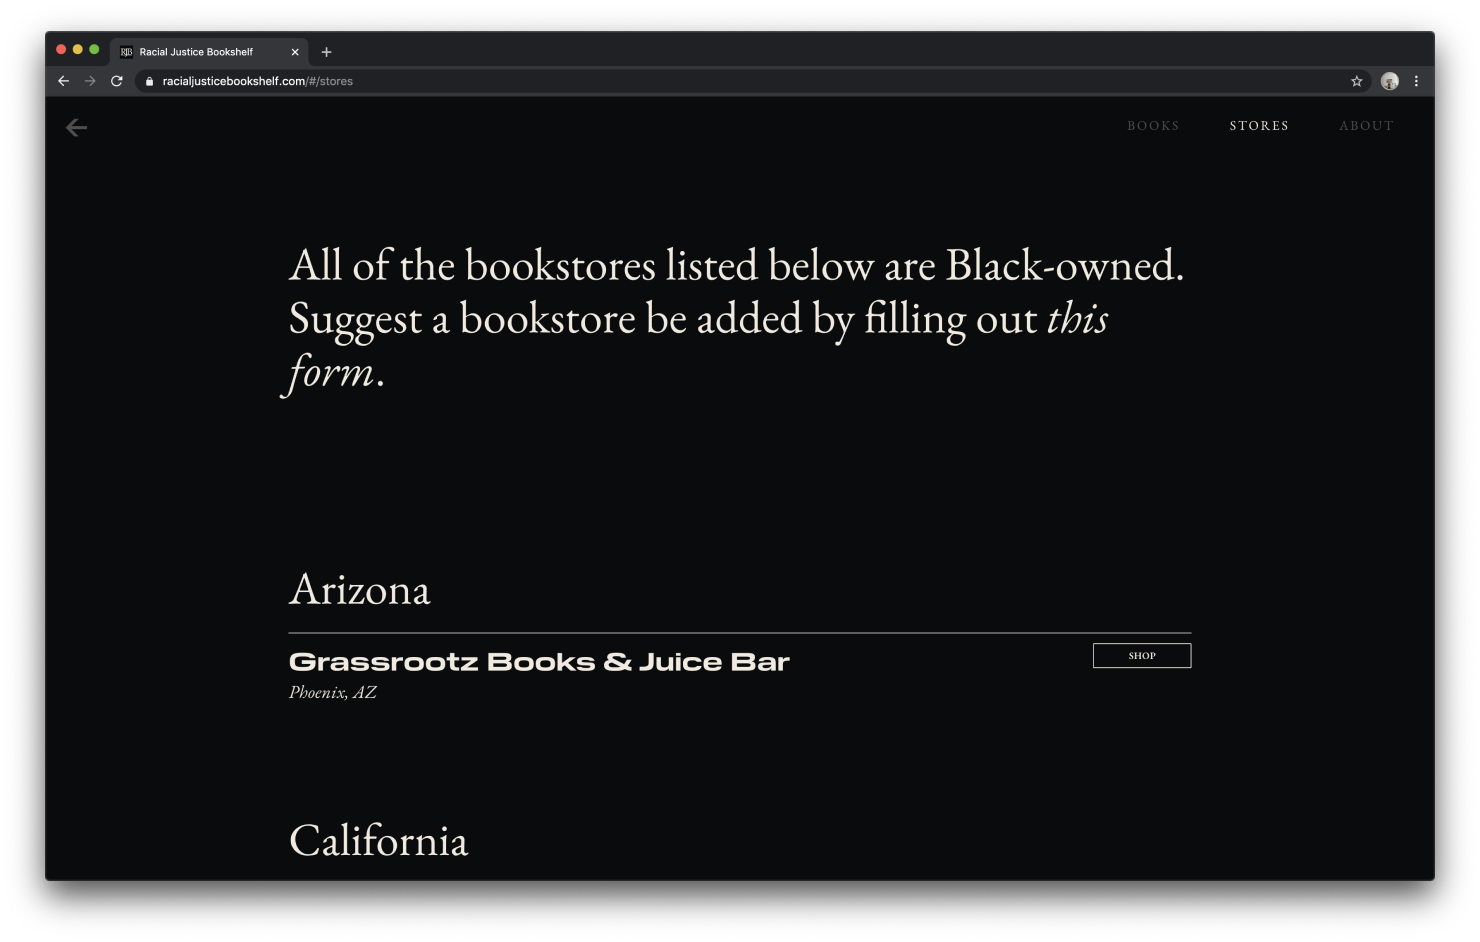 RJB Racial Justice Bookshelf
racialjusticebookshelf.com/#/stores
BOOKS STORES ABOUT
All of the bookstores listed below are Black-owned.
Suggest a bookstore be added by filling out this
form.
Arizona
Grassrootz Books & Juice Bar
SHOP
Phoenix, AZ
California